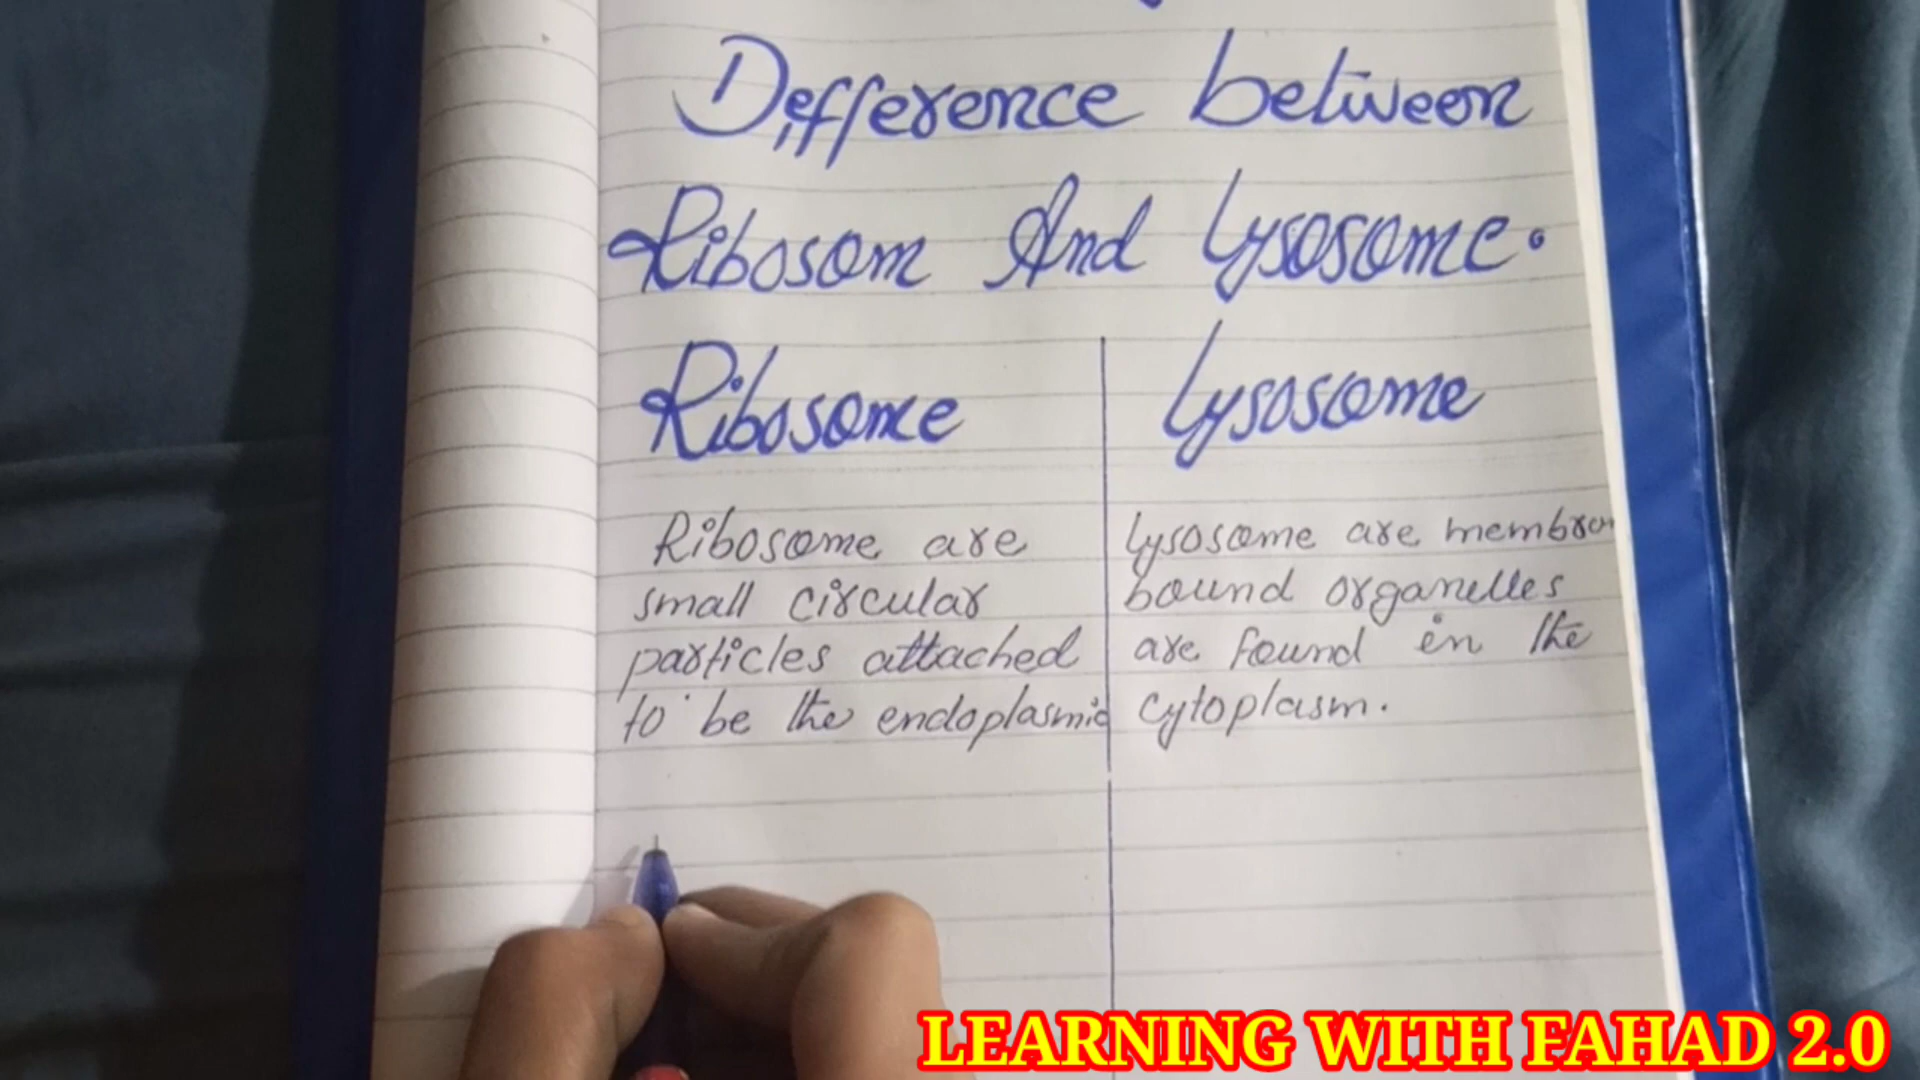 Difference between
Ribosom And Lysosome.
Ribosome
Ribosome are
small circular
particles attached
to be the endoplasmic
Lysosome
Lysosome are membran
bound organelles
are found in the
cytoplasm.
LEARNING WITH FAHAD 2.0